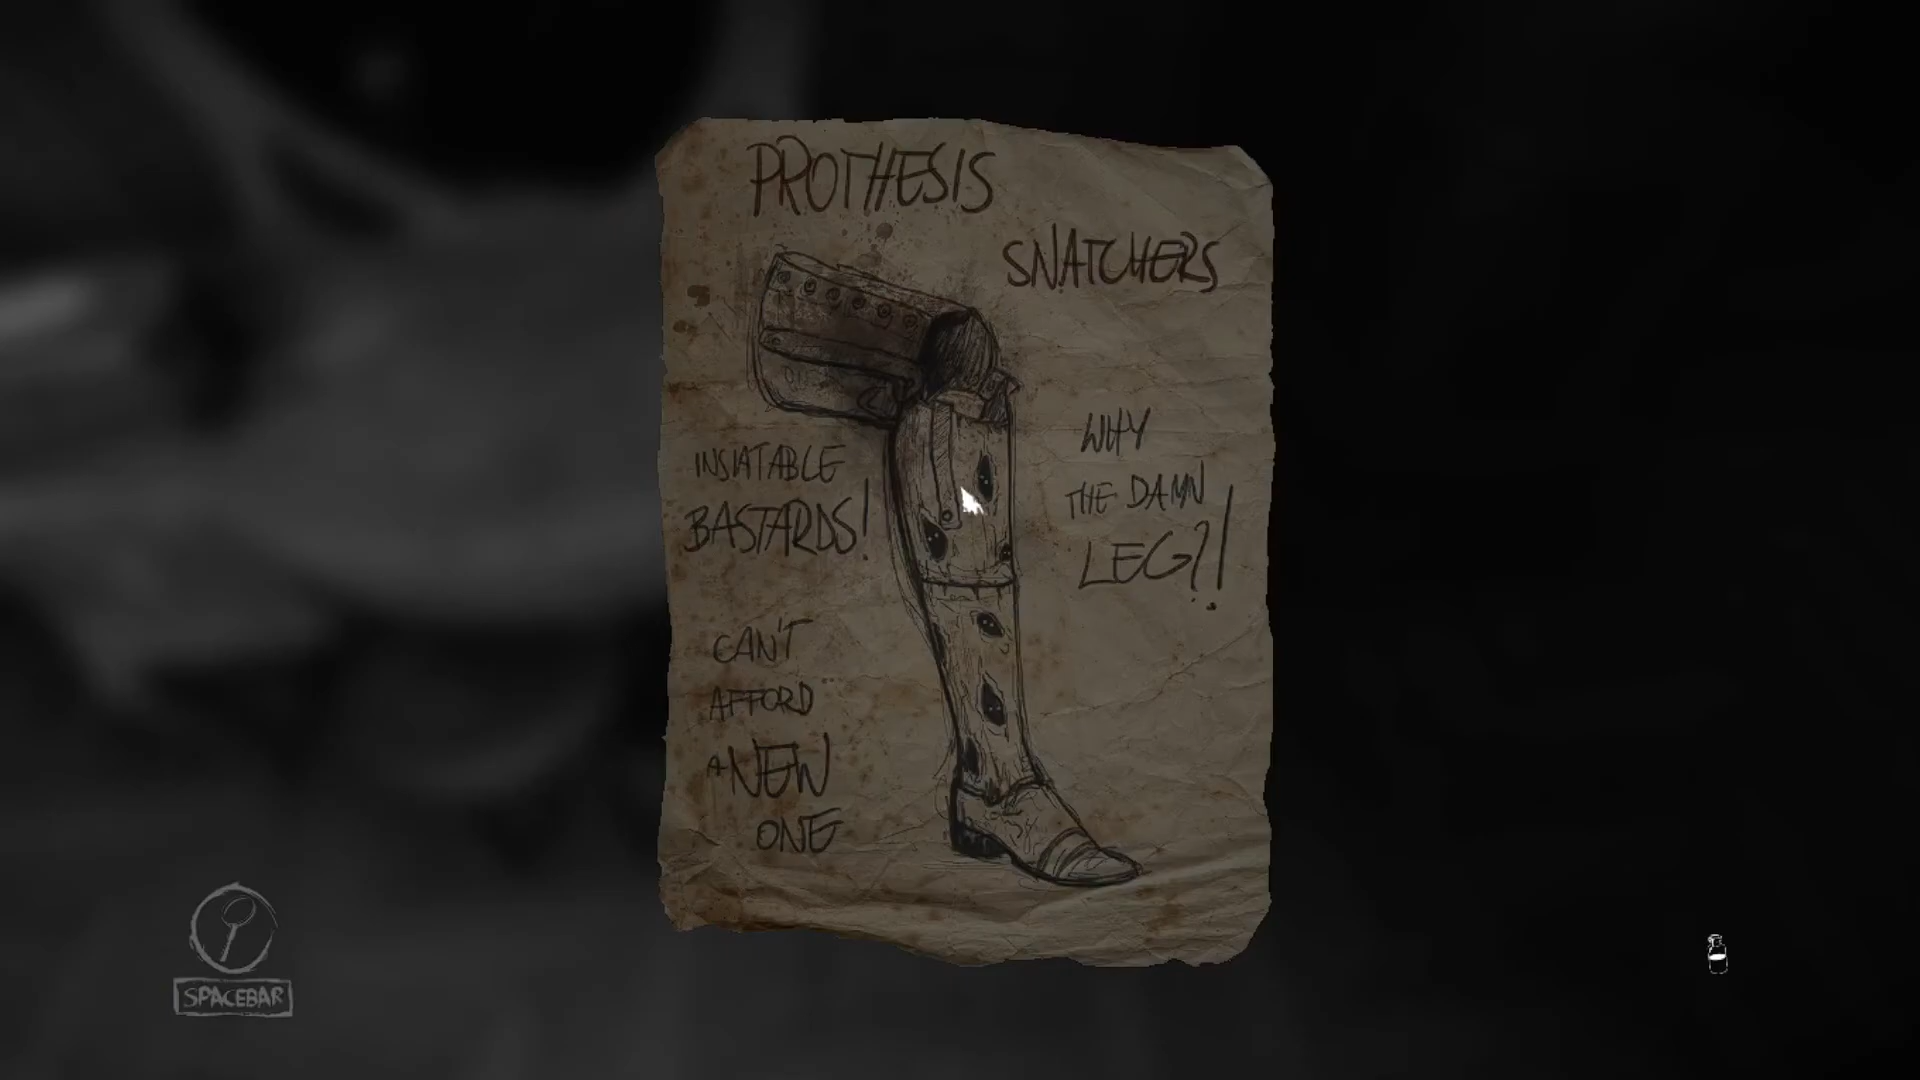 PROTHESIS
SNATCHERS
INSIATABLE
BASTARDS!
WHY
THE DAMN
LEG?!
CAN'T
AFFORD
A NEW
ONE
SPACEBAR